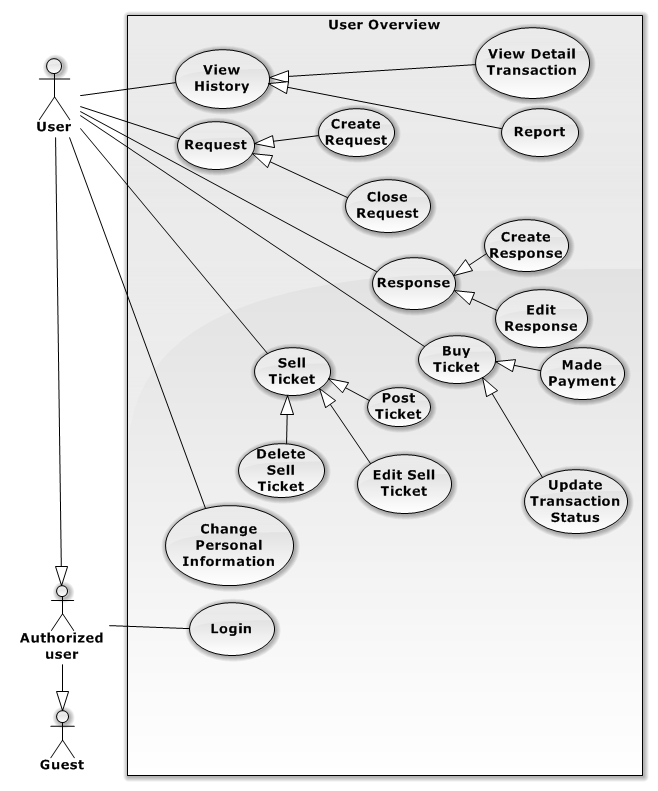 User Overview
View
History
View Detail
Transaction
User
Create
Request
Report
Request
Close
Request
Create
Response
Response
Edit
Response
Sell
Ticket
Buy
Ticket
Made
Payment
Post
Ticket
Delete
Sell
Ticket
Edit Sell
Ticket
Update
Transaction
Status
Change
Personal
Information
Authorized
user
Login
Guest